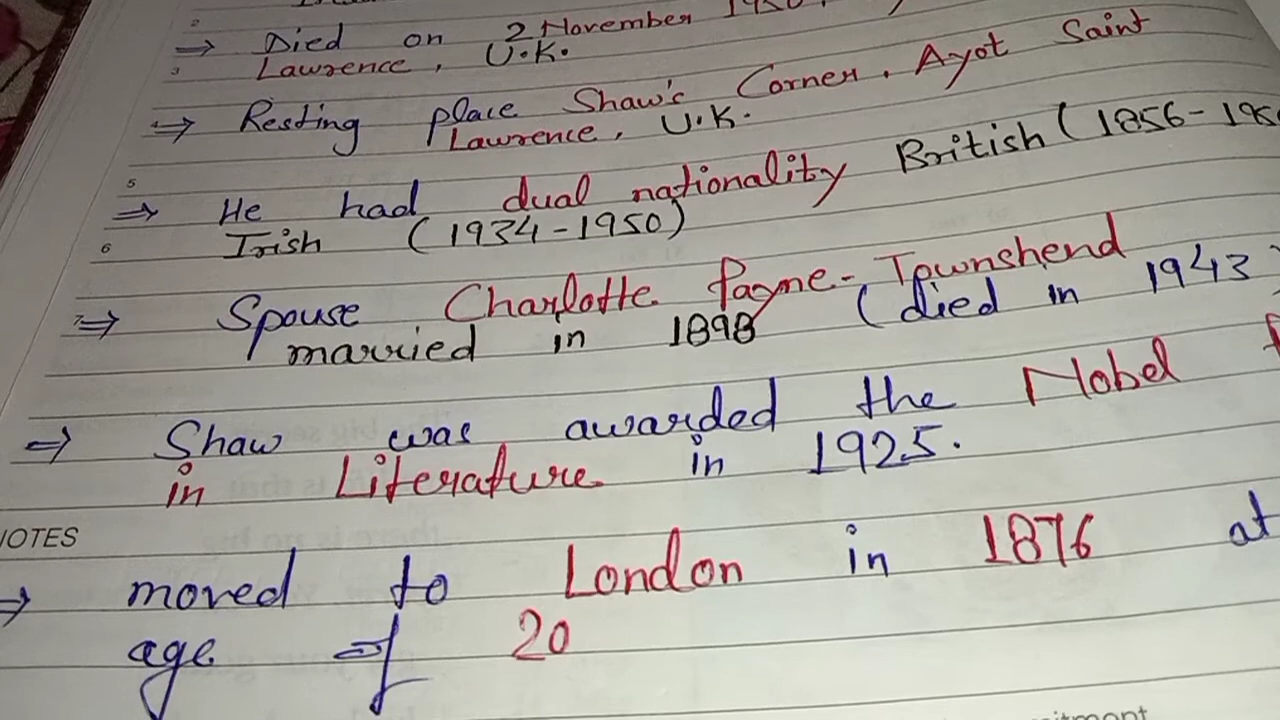 ⇒ Died on 2 November 1950.
Lawrence, U.K.
⇒ Resting place Shaw's Corner, Ayot Saint
Lawrence, U.K.
⇒ He had dual nationality British (1856-195
Irish (1934-1950)
⇒ Spouse Charlotte Payne-Townshend
married in 1898 (died in 1943)
⇒ Shaw was awarded the Nobel
in Literature in 1925.
NOTES
⇒ moved to London in 1876 at
age of 20